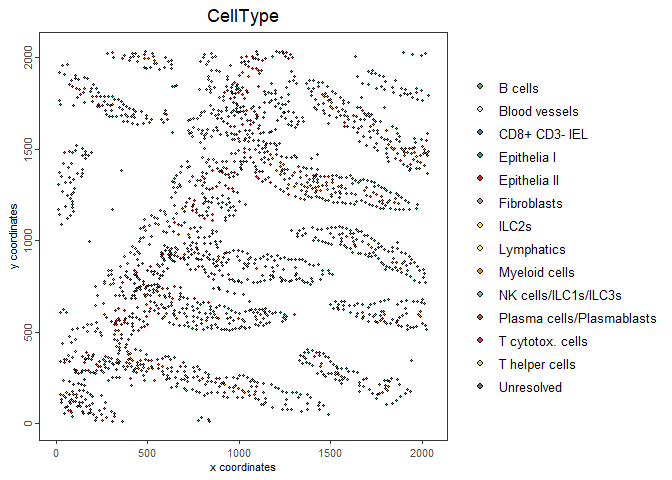 CellType
y coordinates
2000
1500
1000
500
0
0 500 1000 1500 2000
x coordinates
B cells
Blood vessels
CD8+ CD3- IEL
Epithelia I
Epithelia II
Fibroblasts
ILC2s
Lymphatics
Myeloid cells
NK cells/ILC1s/ILC3s
Plasma cells/Plasmablasts
T cytotox. cells
T helper cells
Unresolved